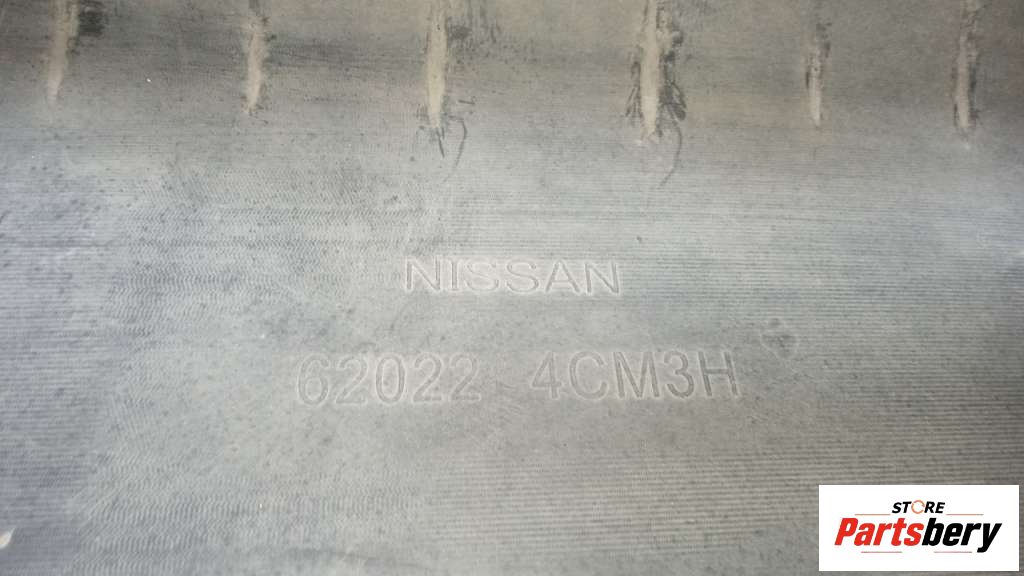 NISSAN
62022 4CM3H
STORE
Partsbery